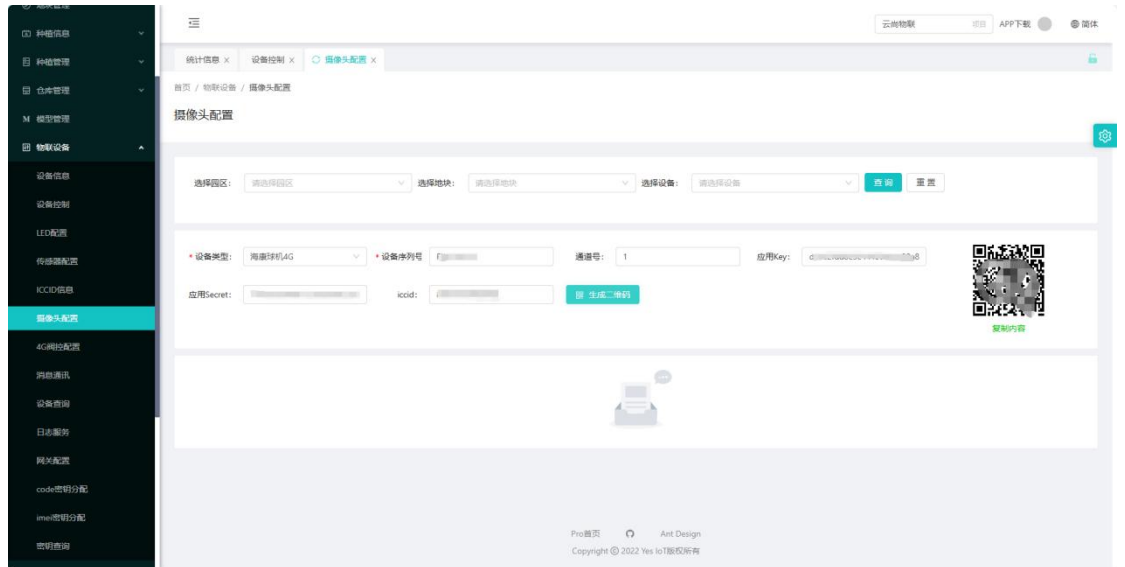 地块管理
种植信息
种植管理
仓库管理
M 模型管理
物联设备
设备信息
设备控制
LED配置
传感器配置
ICCID信息
摄像头配置
4G阀控配置
消息通讯
设备查询
日志服务
网关配置
code密钥分配
imei密钥分配
密钥查询
云尚物联 APP下载 简体
统计信息 × 设备控制 × 摄像头配置 ×
首页 / 物联设备 / 摄像头配置
摄像头配置
选择园区: 请选择园区 选择地块: 请选择地块 选择设备: 请选择设备 查 询 重 置
* 设备类型: 海康球机4G * 设备序列号 F 通道号: 1 应用Key:
应用Secret: iccid: 生成二维码
复制内容
Pro首页 Ant Design
Copyright © 2022 Yes IoT版权所有